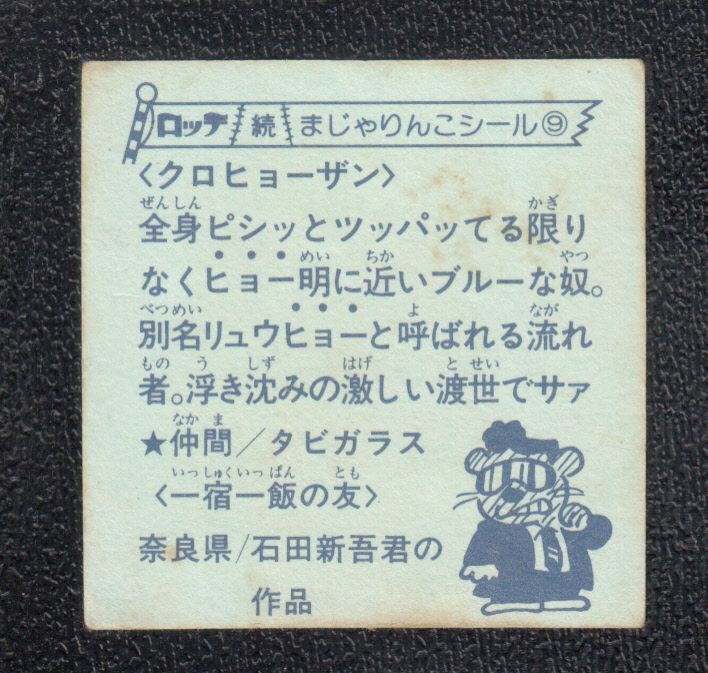 ロッテ 続 まじゃりんこシール⑨
〈クロヒョーザン〉
全身ピシッとツッパッてる限り
なくヒョー明に近いブルーな奴。
別名リュウヒョーと呼ばれる流れ
者。浮き沈みの激しい渡世でサァ
★仲間/タビガラス
〈一宿一飯の友〉
奈良県/石田新吾君の
作品